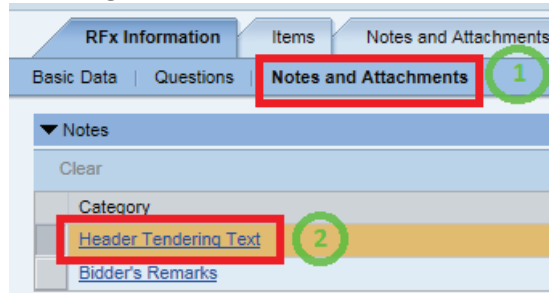 RFx Information Items Notes and Attachments
Basic Data | Questions | Notes and Attachments 1
Notes
Clear
Category
Header Tendering Text 2
Bidder's Remarks